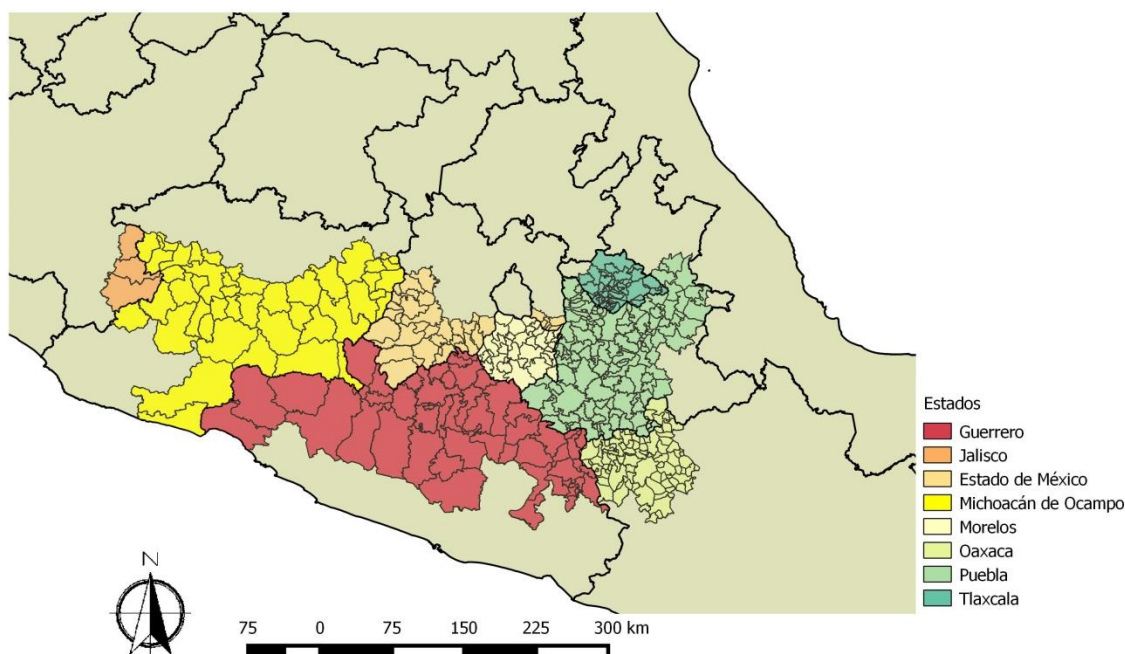 Estados
Guerrero
Jalisco
Estado de México
Michoacán de Ocampo
Morelos
Oaxaca
Puebla
Tlaxcala
N
75 0 75 150 225 300 km